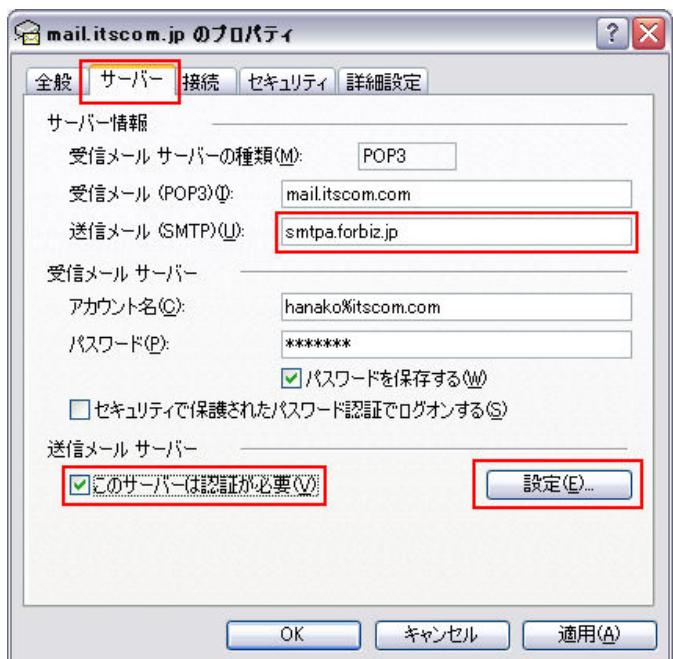 mail.itscom.jp のプロパティ
全般 サーバー 接続 セキュリティ 詳細設定
サーバー情報
受信メール サーバーの種類(M): POP3
受信メール (POP3)(I): mail.itscom.com
送信メール (SMTP)(U): smtpa.forbiz.jp
受信メール サーバー
アカウント名(C): hanako%itscom.com
パスワード(P): *******
パスワードを保存する(W)
セキュリティで保護されたパスワード認証でログオンする(S)
送信メール サーバー
このサーバーは認証が必要(V) 設定(E)...
OK キャンセル 適用(A)